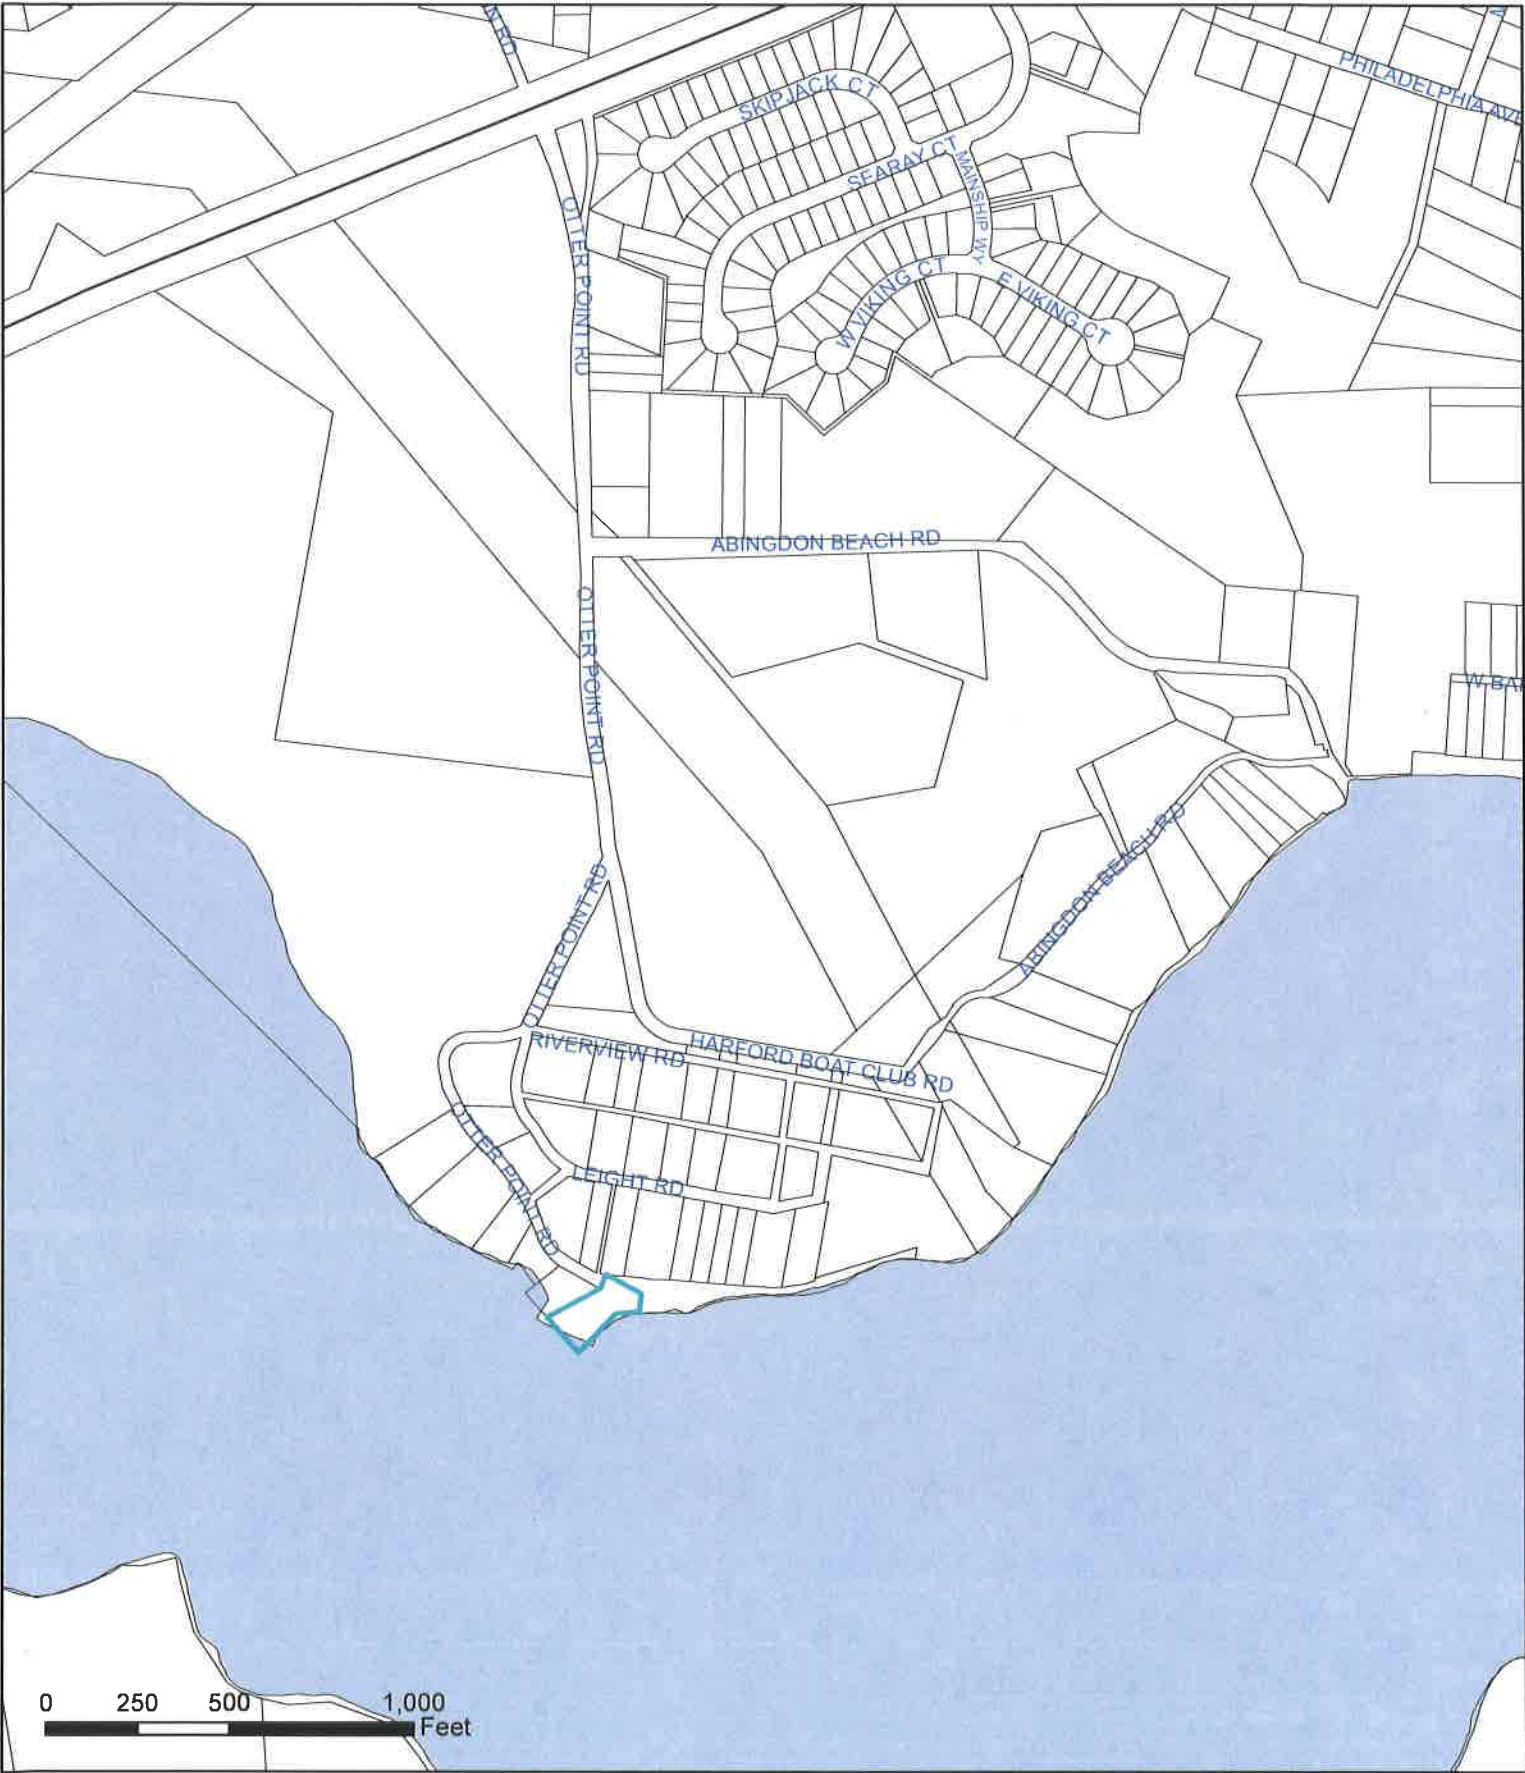 N RD
PHILADELPHIA AVE
SKIPJACK CT
SEARAY CT
MAINSHIP WY
OTTER POINT RD
W VIKING CT
E VIKING CT
ABINGDON BEACH RD
OTTER POINT RD
W BA
ABINGDON BEACH RD
OTTER POINT RD
RIVERVIEW RD
HARFORD BOAT CLUB RD
OTTER POINT RD
LEIGHT RD
0 250 500 1,000
Feet